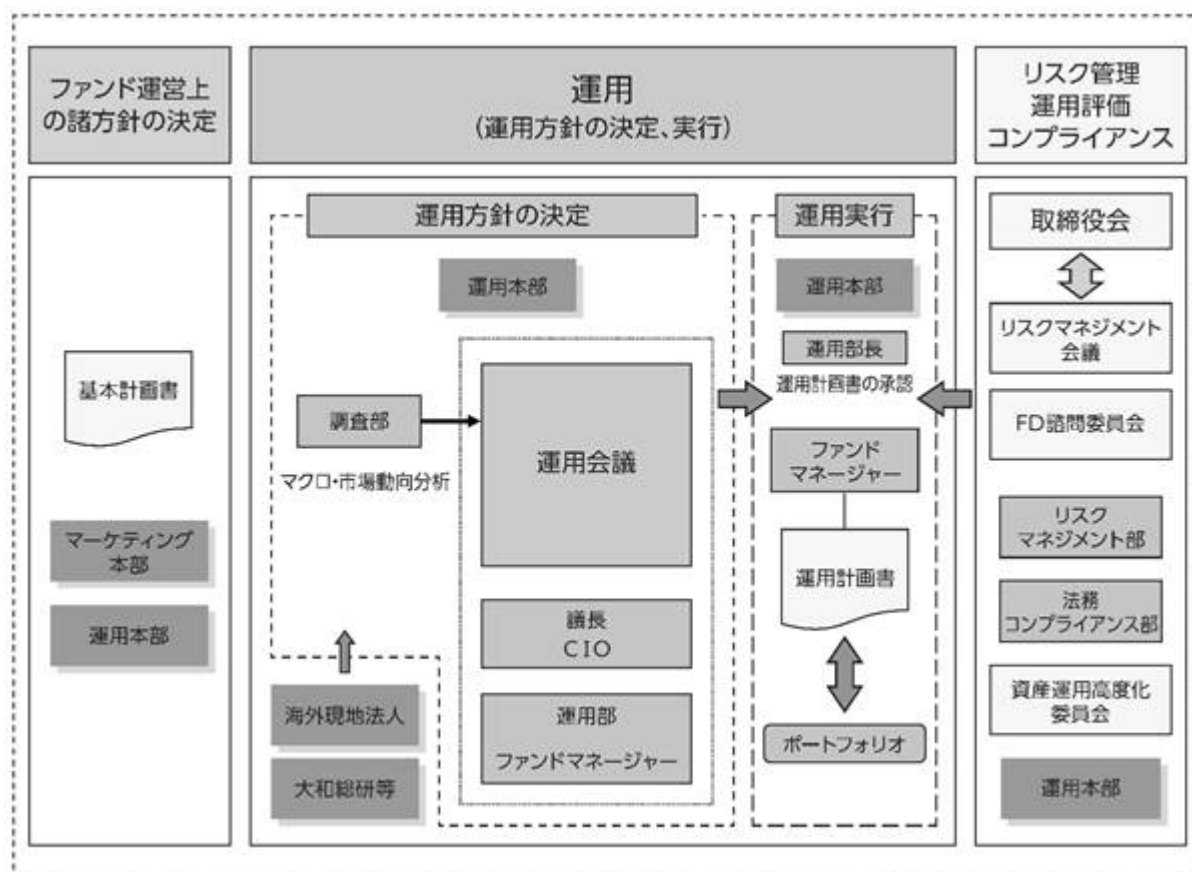 ファンド運営上
の諸方針の決定
基本計画書
マーケティング
本部
運用本部
運用
(運用方針の決定、実行)
運用方針の決定
運用本部
調査部
マクロ・市場動向分析
運用会議
議長
CIO
運用部
ファンドマネージャー
海外現地法人
大和総研等
運用実行
運用本部
運用部長
運用計画書の承認
ファンド
マネージャー
運用計画書
ポートフォリオ
リスク管理
運用評価
コンプライアンス
取締役会
リスクマネジメント
会議
FD諮問委員会
リスク
マネジメント部
法務
コンプライアンス部
資産運用高度化
委員会
運用本部